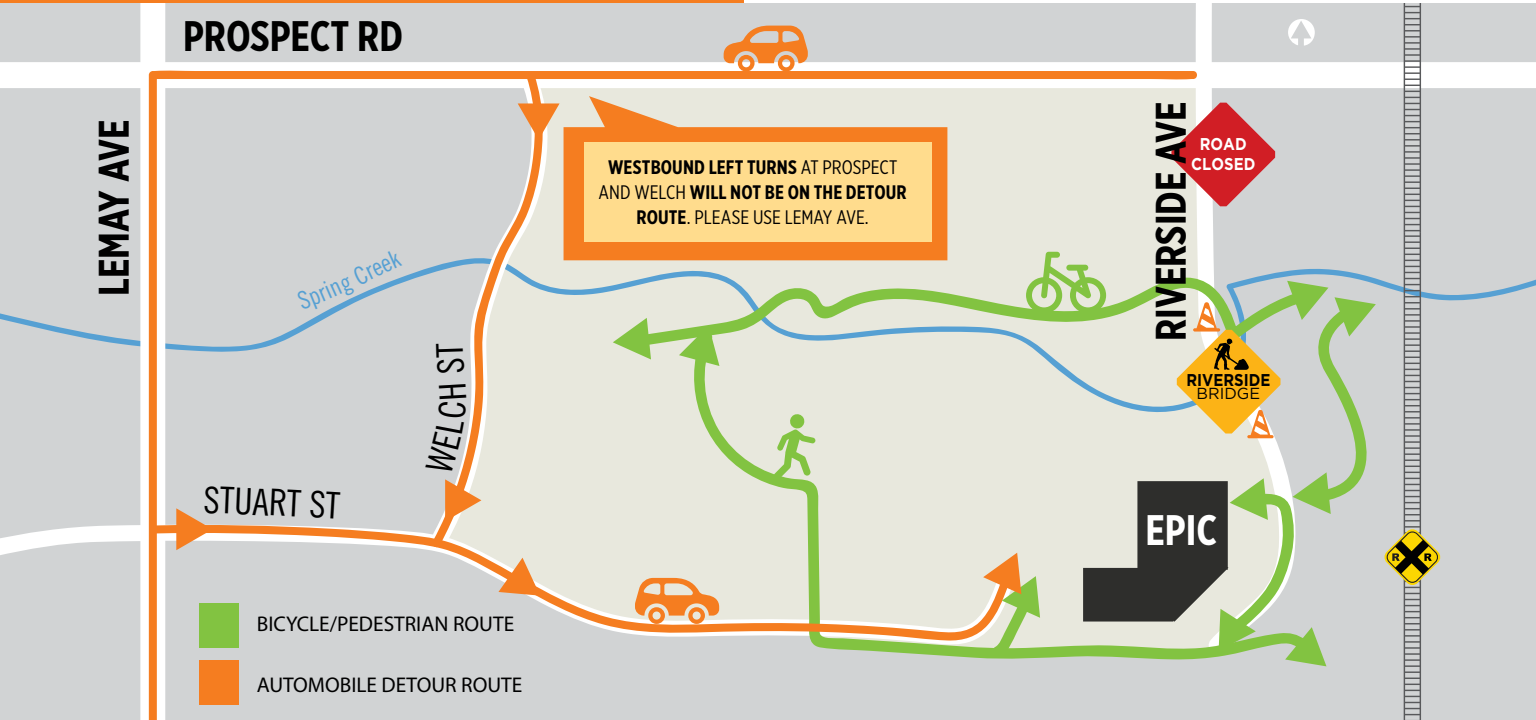 PROSPECT RD
LEMAY AVE
WESTBOUND LEFT TURNS AT PROSPECT
AND WELCH WILL NOT BE ON THE DETOUR
ROUTE. PLEASE USE LEMAY AVE.
RIVERSIDE AVE
ROAD
CLOSED
Spring Creek
WELCH ST
RIVERSIDE
BRIDGE
STUART ST
EPIC
R R
BICYCLE/PEDESTRIAN ROUTE
AUTOMOBILE DETOUR ROUTE